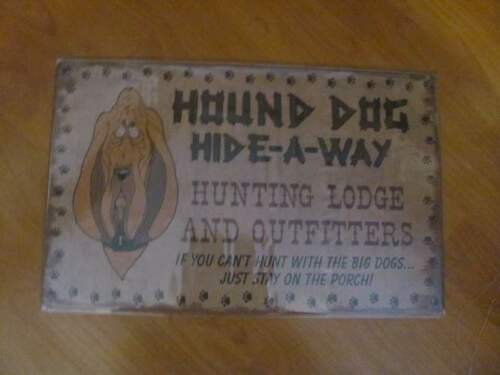 HOUND DOG
HIDE-A-WAY
HUNTING LODGE
AND OUTFITTERS
IF YOU CAN'T HUNT WITH THE BIG DOGS...
JUST STAY ON THE PORCH!